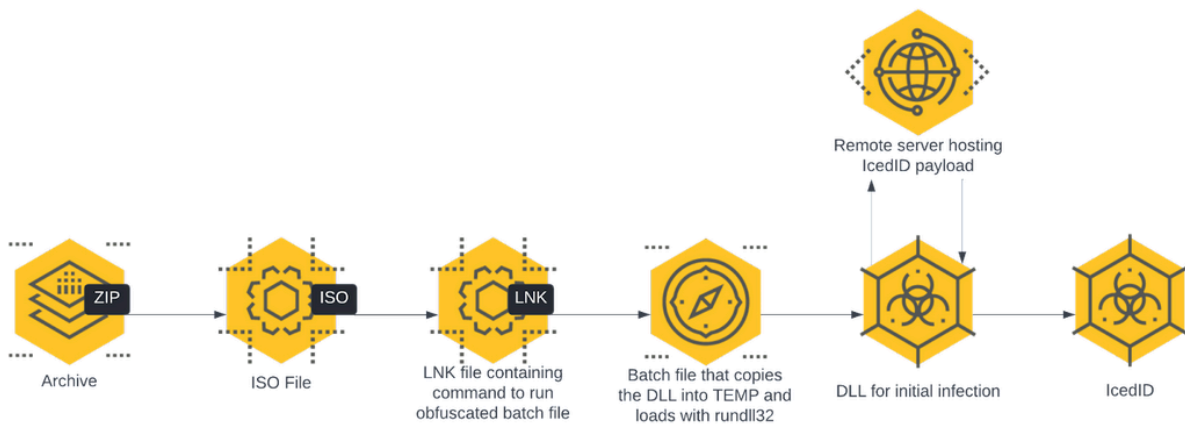 Remote server hosting
IcedID payload
ZIP
ISO
LNK
Archive
ISO File
LNK file containing
command to run
obfuscated batch file
Batch file that copies
the DLL into TEMP and
loads with rundll32
DLL for initial infection
IcedID